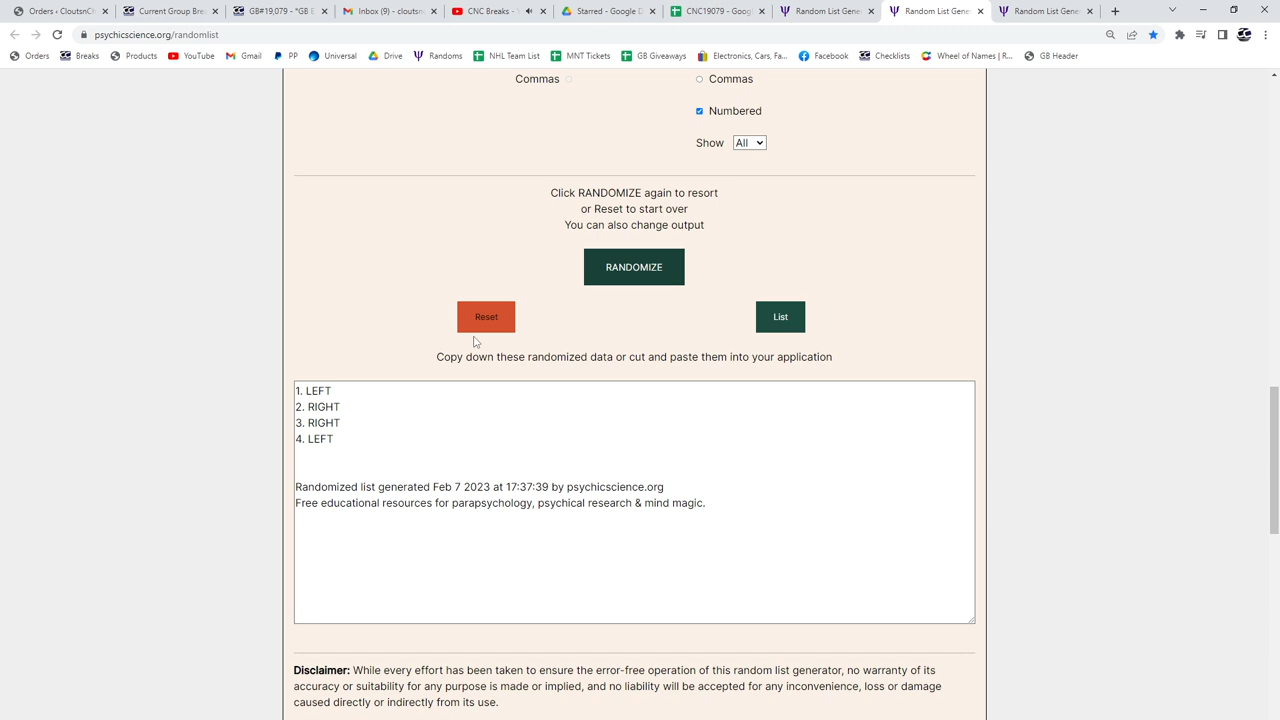 Orders ‹ CloutsnCh
Current Group Brea
GB#19,079 - *GB E
Inbox (9) - cloutsn
CNC Breaks -
Starred - Google D
CNC19079 - Googl
Random List Gene
Random List Gene
Random List Gene
psychicscience.org/randomlist
Orders
Breaks
Products
YouTube
Gmail
PP
Universal
Drive
Randoms
NHL Team List
MNT Tickets
GB Giveaways
Electronics, Cars, Fa...
Facebook
Checklists
Wheel of Names | R...
GB Header
Commas
Commas
Numbered
Show All
Click RANDOMIZE again to resort
or Reset to start over
You can also change output
RANDOMIZE
Reset
List
Copy down these randomized data or cut and paste them into your application
1. LEFT
2. RIGHT
3. RIGHT
4. LEFT
Randomized list generated Feb 7 2023 at 17:37:39 by psychicscience.org
Free educational resources for parapsychology, psychical research & mind magic.
Disclaimer: While every effort has been taken to ensure the error-free operation of this random list generator, no warranty of its
accuracy or suitability for any purpose is made or implied, and no liability will be accepted for any inconvenience, loss or damage
caused directly or indirectly from its use.